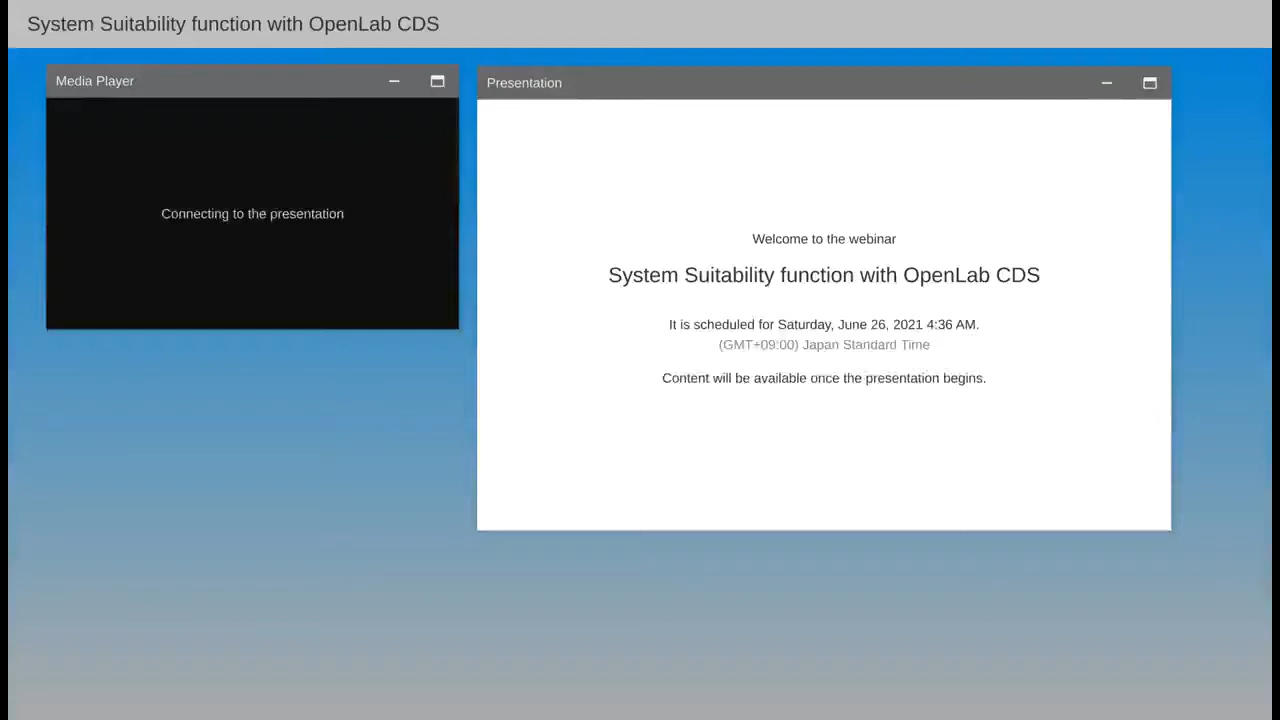 System Suitability function with OpenLab CDS
Media Player
Connecting to the presentation
Presentation
Welcome to the webinar
System Suitability function with OpenLab CDS
It is scheduled for Saturday, June 26, 2021 4:36 AM.
(GMT+09:00) Japan Standard Time
Content will be available once the presentation begins.